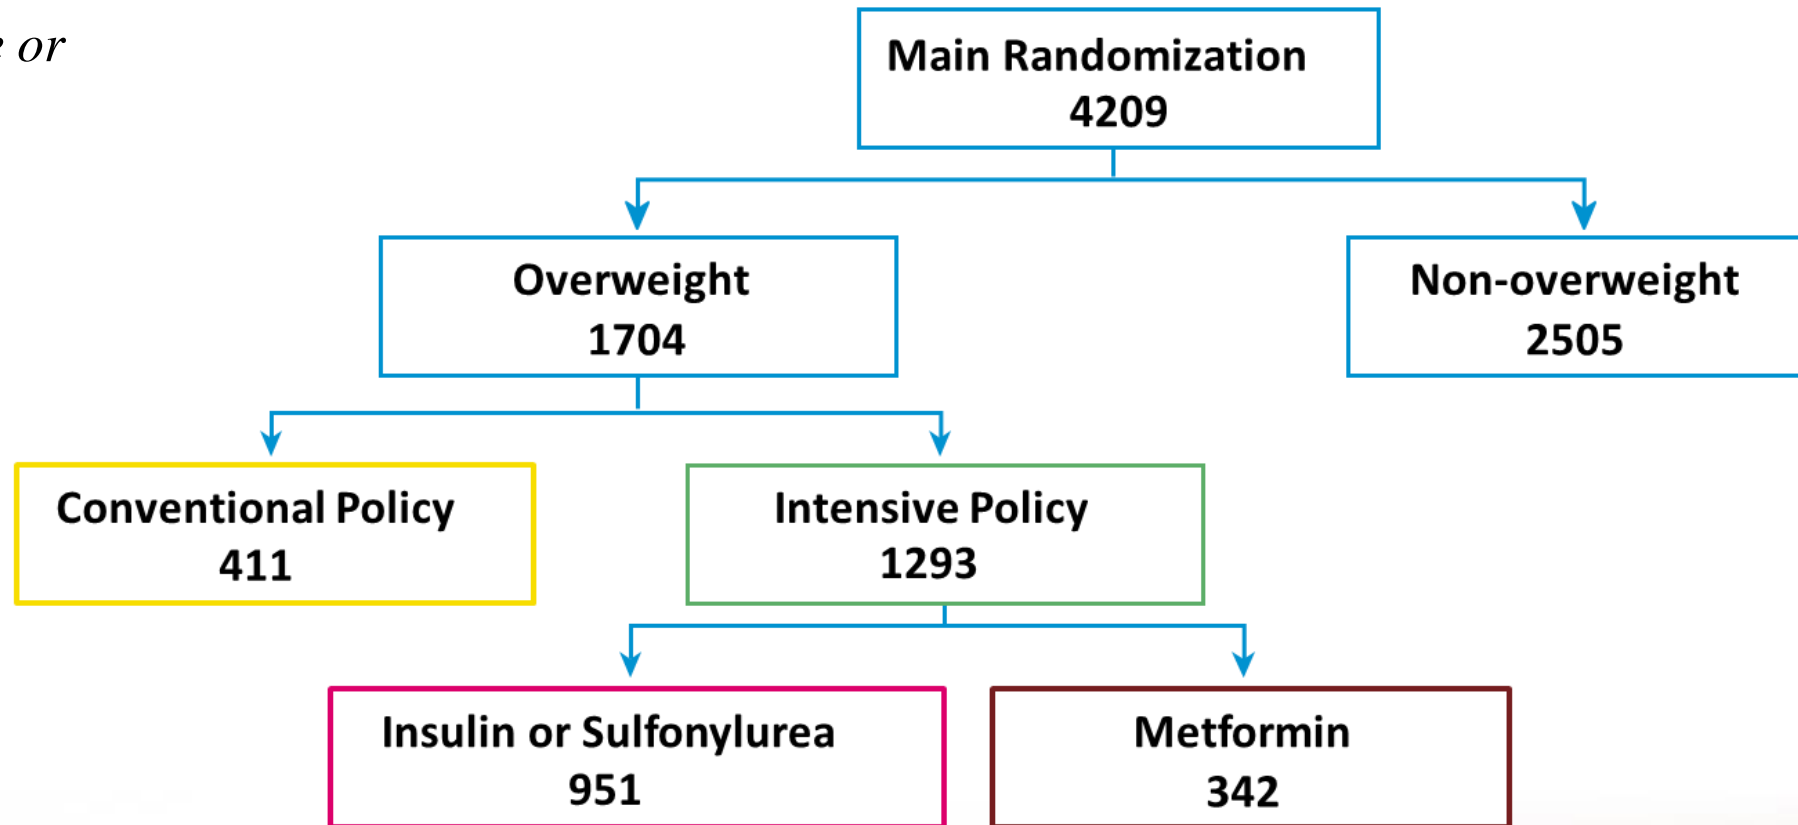 or
Main Randomization
4209
Overweight
1704
Non-overweight
2505
Conventional Policy
411
Intensive Policy
1293
Insulin or Sulfonylurea
951
Metformin
342